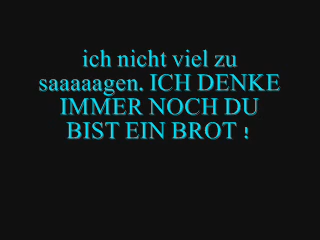 ich nicht viel zu
saaaaagen. ICH DENKE
IMMER NOCH DU
BIST EIN BROT !